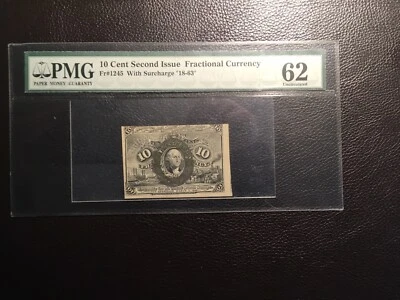 PMG
PAPER MONEY GUARANTY
10 Cent Second Issue Fractional Currency
Fr#1245 With Surcharge "18-63"
62
Uncirculated
10
10